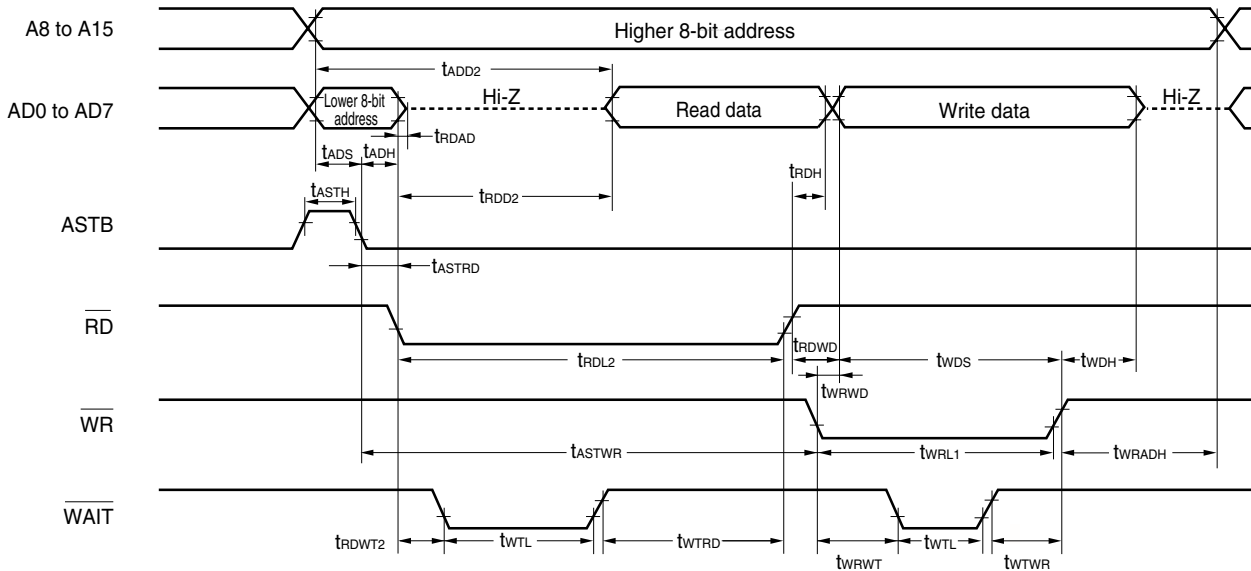 A8 to A15
Higher 8-bit address
tADD2
AD0 to AD7
Lower 8-bit
address
Hi-Z
Read data
Write data
Hi-Z
tRDAD
tADS
tADH
tRDH
tASTH
tRDD2
ASTB
tASTRD
RD
tRDWD
tRDL2
tWDS
tWDH
tWRWD
WR
tASTWR
tWRL1
tWRADH
WAIT
tRDWT2
tWTL
tWTRD
tWRWT
tWTL
tWTWR